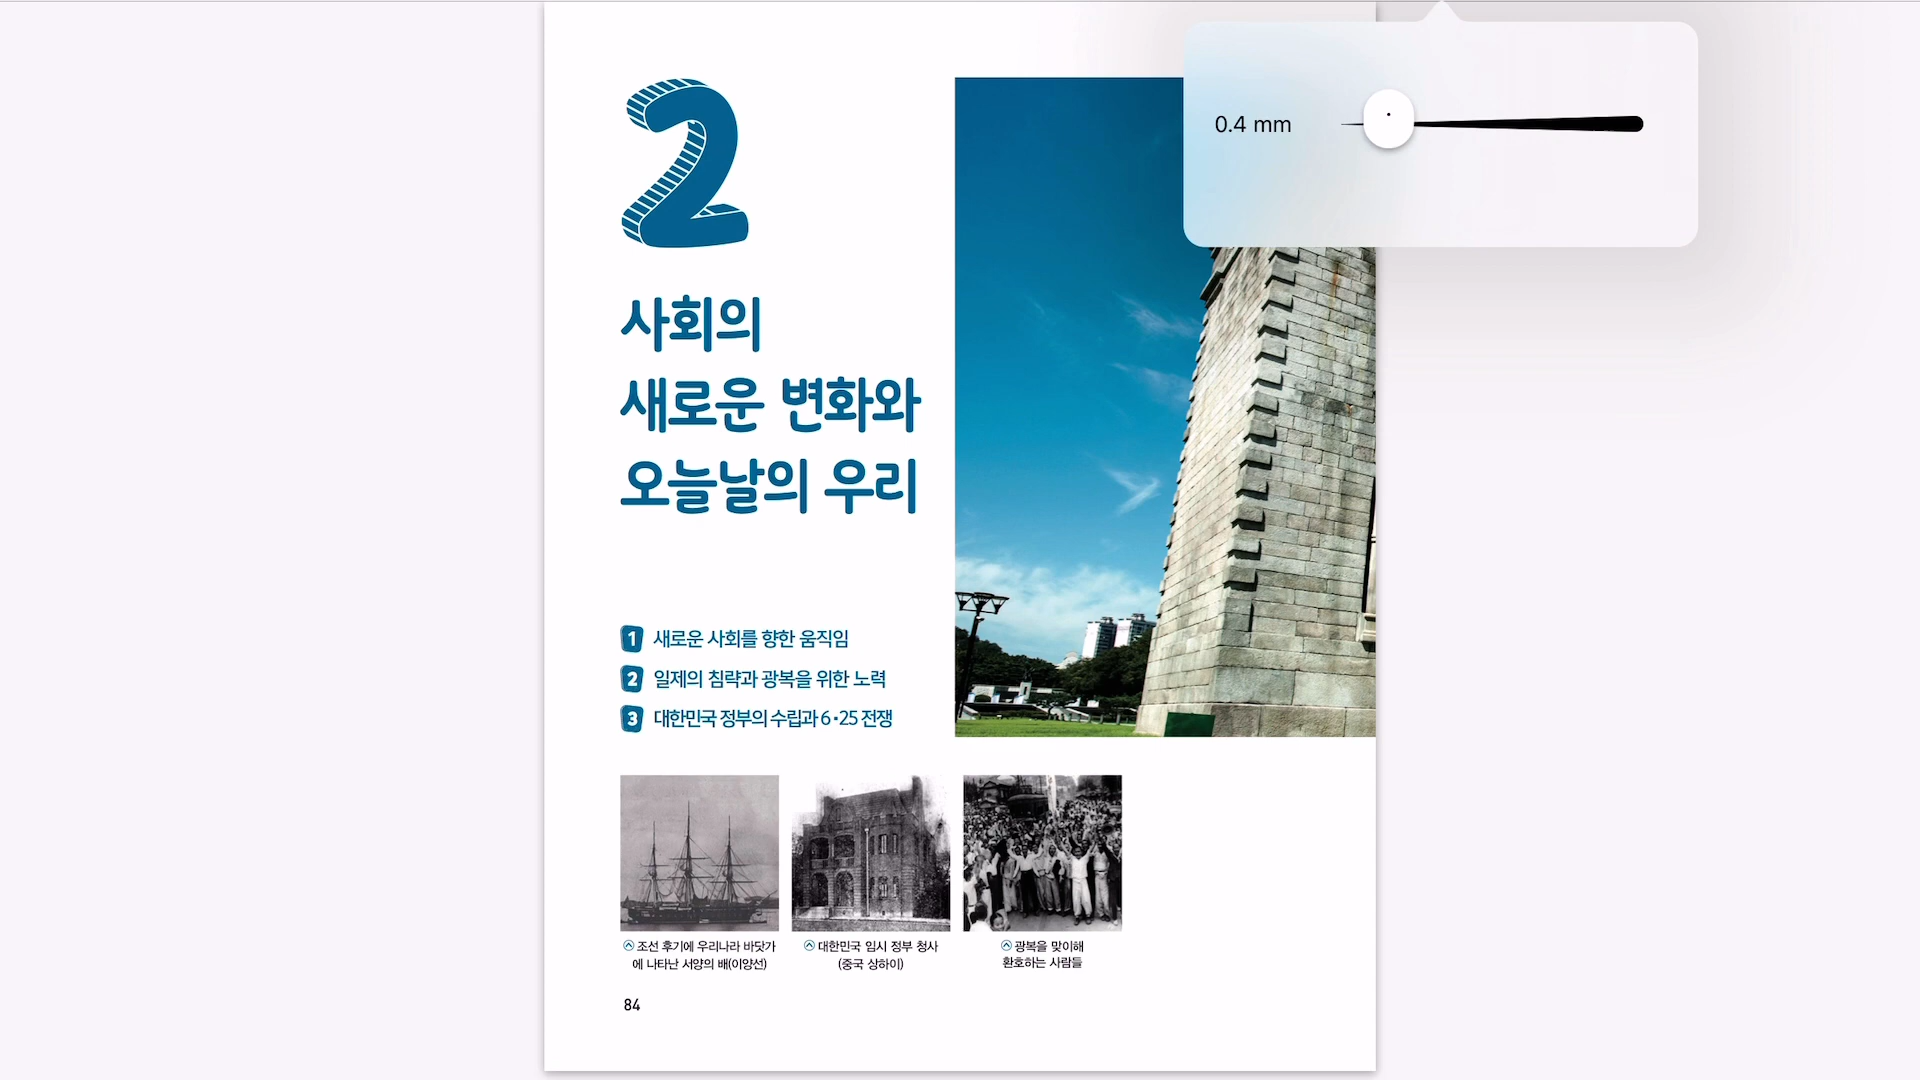 2
사회의
새로운 변화와
오늘날의 우리
1 새로운 사회를 향한 움직임
2 일제의 침략과 광복을 위한 노력
3 대한민국 정부의 수립과 6·25 전쟁
조선 후기에 우리나라 바닷가
에 나타난 서양의 배(이양선)
대한민국 임시 정부 청사
(중국 상하이)
광복을 맞이해
환호하는 사람들
84
0.4 mm